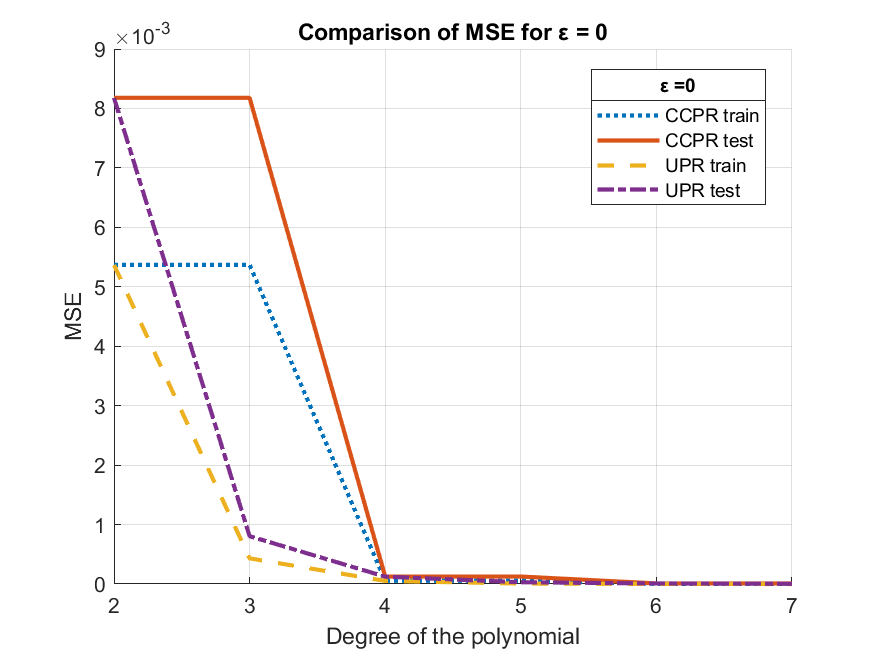 Comparison of MSE for ε = 0
×10⁻³
9
8
7
6
5
4
3
2
1
0
MSE
ε =0
CCPR train
CCPR test
UPR train
UPR test
2 3 4 5 6 7
Degree of the polynomial